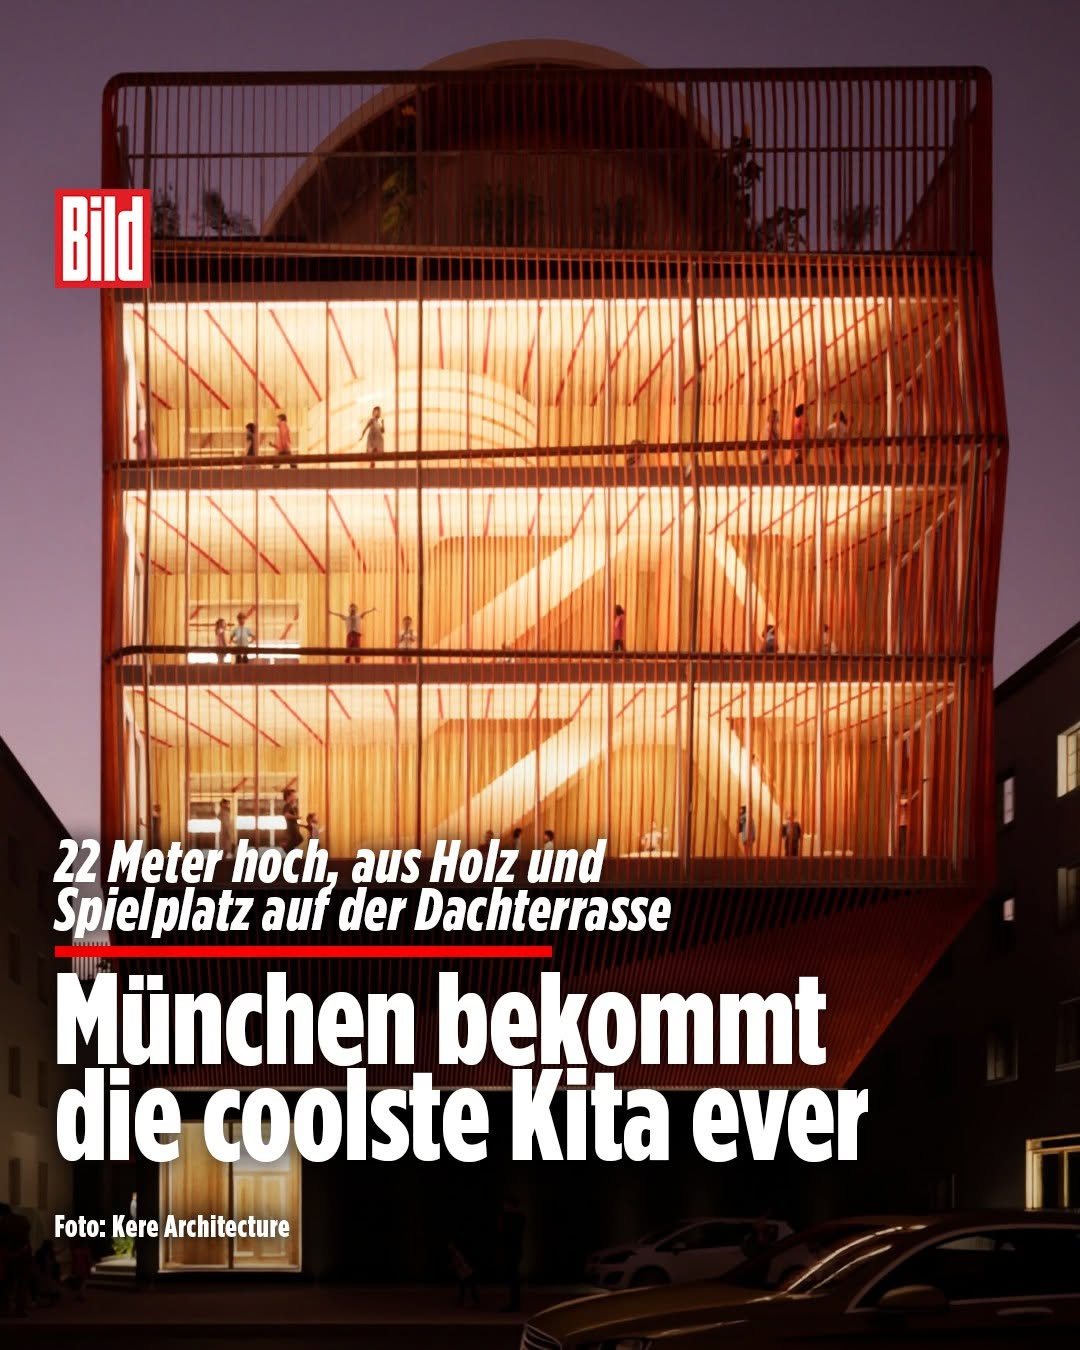 Bild
22 Meter hoch, aus Holz und
Spielplatz auf der Dachterrasse
München bekommt
die coolste Kita ever
Foto: Kere Architecture